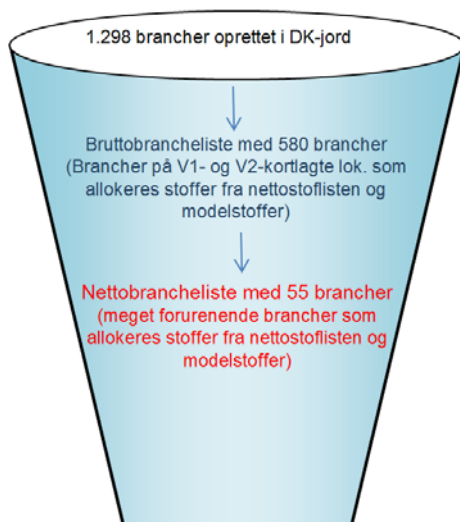 1.298 brancher oprettet i DK-jord
Bruttobrancheliste med 580 brancher
(Brancher på V1- og V2-kortlagte lok. som
allokeres stoffer fra nettostoflisten og
modelstoffer)
Nettobrancheliste med 55 brancher
(meget forurenende brancher som
allokeres stoffer fra nettostoflisten og
modelstoffer)